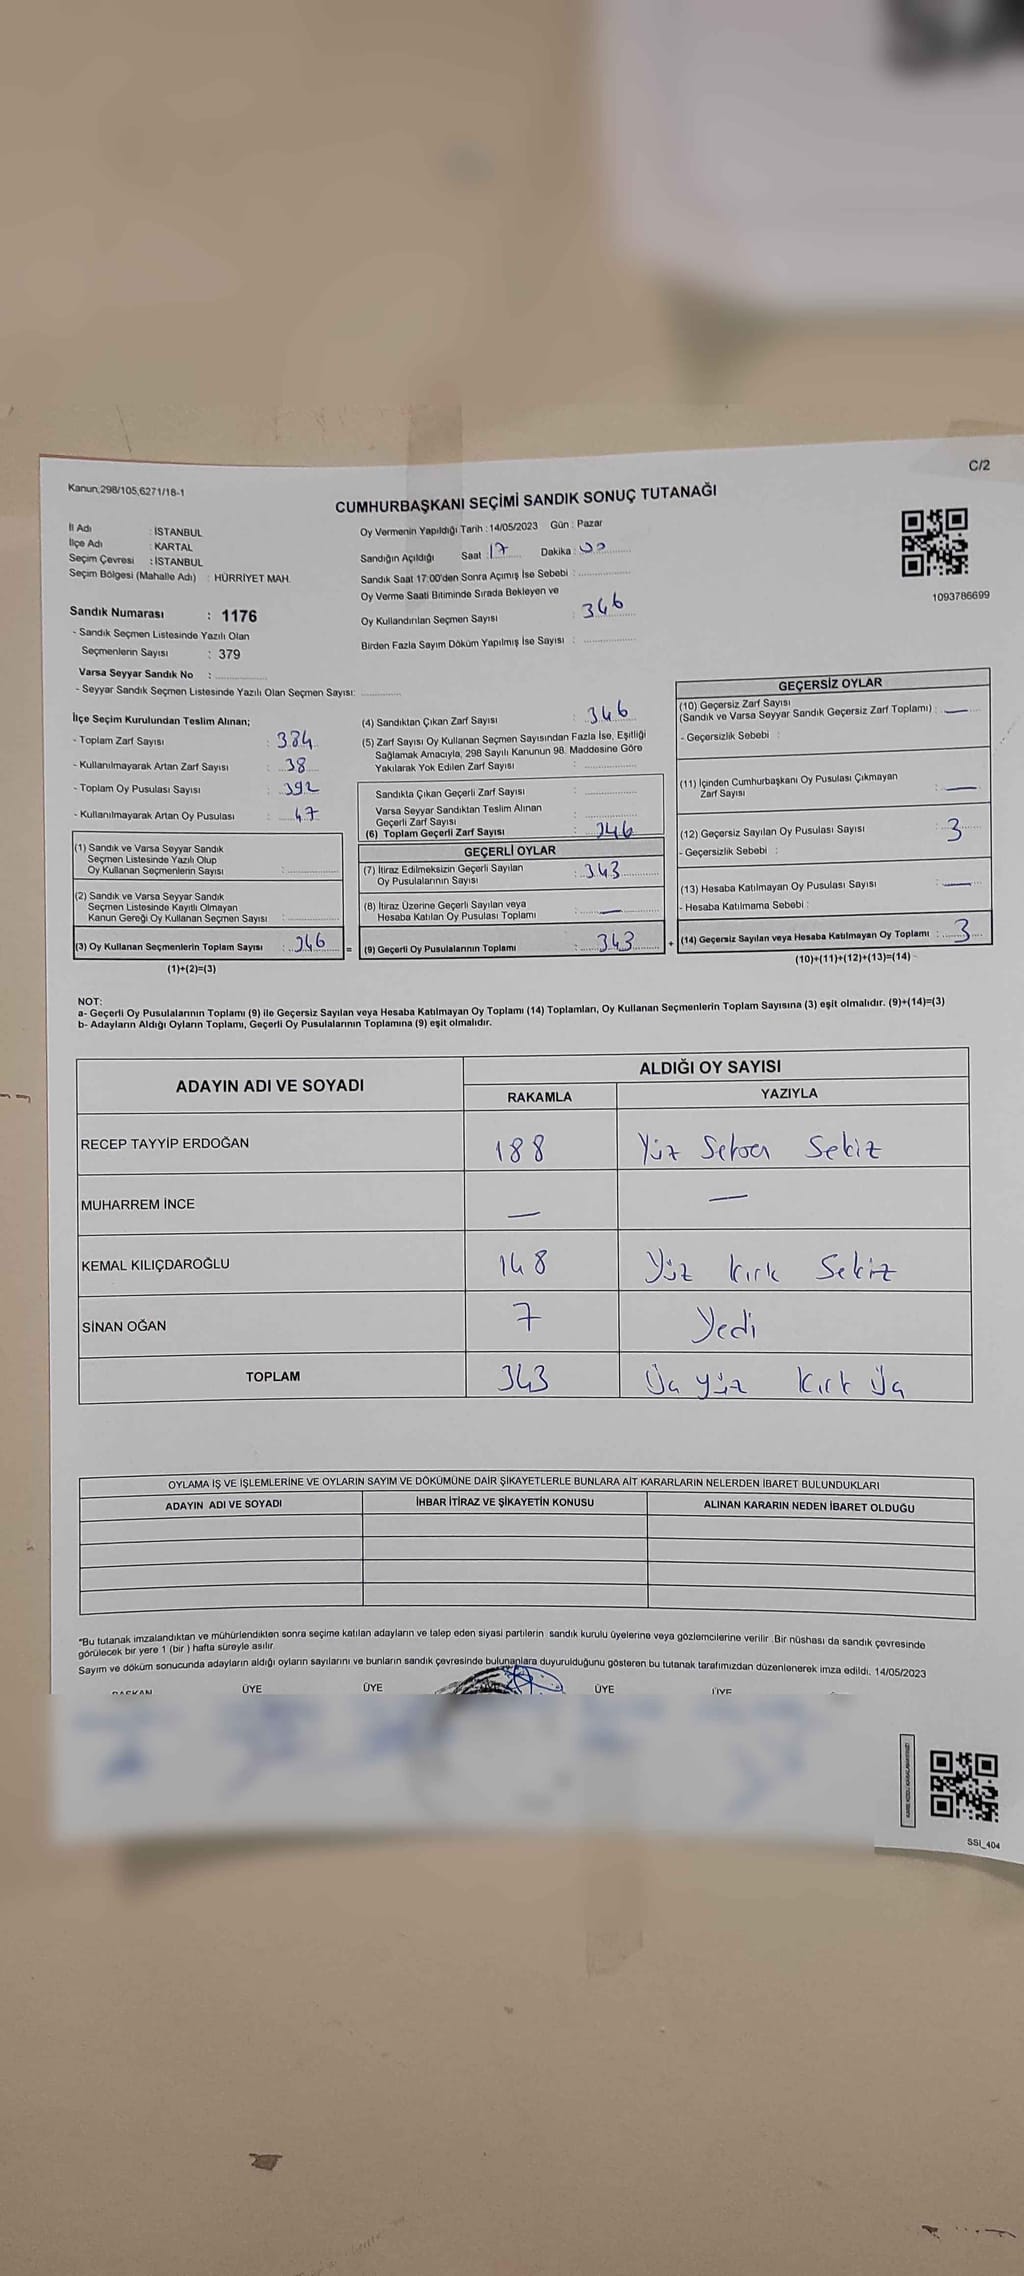 C/2
Kanun,298/105,6271/18-1
CUMHURBAŞKANI SEÇİMİ SANDIK SONUÇ TUTANAĞI
İl Adı : İSTANBUL
İlçe Adı : KARTAL
Seçim Çevresi : İSTANBUL
Seçim Bölgesi (Mahalle Adı) : HÜRRİYET MAH.
Sandık Numarası : 1176
- Sandık Seçmen Listesinde Yazılı Olan
Seçmenlerin Sayısı : 379
Varsa Seyyar Sandık No :
- Seyyar Sandık Seçmen Listesinde Yazılı Olan Seçmen Sayısı:
Oy Vermenin Yapıldığı Tarih : 14/05/2023 Gün : Pazar
Sandığın Açıldığı Saat : 17 Dakika : 00
Sandık Saat 17:00'den Sonra Açımış İse Sebebi :
Oy Verme Saati Bitiminde Sırada Bekleyen ve
Oy Kullandırılan Seçmen Sayısı : 346
Birden Fazla Sayım Döküm Yapılmış İse Sayısı :
1093786699
İlçe Seçim Kurulundan Teslim Alınan;
- Toplam Zarf Sayısı : 384
- Kullanılmayarak Artan Zarf Sayısı : 38
- Toplam Oy Pusulası Sayısı : 392
- Kullanılmayarak Artan Oy Pusulası : 47
(1) Sandık ve Varsa Seyyar Sandık
Seçmen Listesinde Yazılı Olup
Oy Kullanan Seçmenlerin Sayısı :
(2) Sandık ve Varsa Seyyar Sandık
Seçmen Listesinde Kayıtlı Olmayan
Kanun Gereği Oy Kullanan Seçmen Sayısı :
(3) Oy Kullanan Seçmenlerin Toplam Sayısı : 346 =
(1)+(2)=(3)
(4) Sandıktan Çıkan Zarf Sayısı : 346
(5) Zarf Sayısı Oy Kullanan Seçmen Sayısından Fazla İse, Eşitliği
Sağlamak Amacıyla, 298 Sayılı Kanunun 98. Maddesine Göre
Yakılarak Yok Edilen Zarf Sayısı :
Sandıkta Çıkan Geçerli Zarf Sayısı :
Varsa Seyyar Sandıktan Teslim Alınan
Geçerli Zarf Sayısı :
(6) Toplam Geçerli Zarf Sayısı : 346
GEÇERLİ OYLAR
(7) İtiraz Edilmeksizin Geçerli Sayılan
Oy Pusulalarının Sayısı : 343
(8) İtiraz Üzerine Geçerli Sayılan veya
Hesaba Katılan Oy Pusulası Toplamı : —
(9) Geçerli Oy Pusulalarının Toplamı : 343 +
GEÇERSİZ OYLAR
(10) Geçersiz Zarf Sayısı
(Sandık ve Varsa Seyyar Sandık Geçersiz Zarf Toplamı) : —
- Geçersizlik Sebebi :
(11) İçinden Cumhurbaşkanı Oy Pusulası Çıkmayan
Zarf Sayısı : —
(12) Geçersiz Sayılan Oy Pusulası Sayısı : 3
- Geçersizlik Sebebi :
(13) Hesaba Katılmayan Oy Pusulası Sayısı : —
- Hesaba Katılmama Sebebi :
(14) Geçersiz Sayılan veya Hesaba Katılmayan Oy Toplamı : 3
(10)+(11)+(12)+(13)=(14)
NOT:
a- Geçerli Oy Pusulalarının Toplamı (9) ile Geçersiz Sayılan veya Hesaba Katılmayan Oy Toplamı (14) Toplamları, Oy Kullanan Seçmenlerin Toplam Sayısına (3) eşit olmalıdır. (9)+(14)=(3)
b- Adayların Aldığı Oyların Toplamı, Geçerli Oy Pusulalarının Toplamına (9) eşit olmalıdır.
ADAYIN ADI VE SOYADI ALDIĞI OY SAYISI
RAKAMLA YAZIYLA
RECEP TAYYİP ERDOĞAN 188 Yüz Seksen Sekiz
MUHARREM İNCE — —
KEMAL KILIÇDAROĞLU 148 Yüz Kırk Sekiz
SİNAN OĞAN 7 Yedi
TOPLAM 343 Üç yüz Kırk Üç
OYLAMA İŞ VE İŞLEMLERİNE VE OYLARIN SAYIM VE DÖKÜMÜNE DAİR ŞİKAYETLERLE BUNLARA AİT KARARLARIN NELERDEN İBARET BULUNDUKLARI
ADAYIN ADI VE SOYADI İHBAR İTİRAZ VE ŞİKAYETİN KONUSU ALINAN KARARIN NEDEN İBARET OLDUĞU
"Bu tutanak imzalandıktan ve mühürlendikten sonra seçime katılan adayların ve talep eden siyasi partilerin sandık kurulu üyelerine veya gözlemcilerine verilir .Bir nüshası da sandık çevresinde
görülecek bir yere 1 (bir ) hafta süreyle asılır.
Sayım ve döküm sonucunda adayların aldığı oyların sayılarını ve bunların sandık çevresinde bulunanlara duyurulduğunu gösteren bu tutanak tarafımızdan düzenlenerek imza edildi. 14/05/2023
BAŞKAN ÜYE ÜYE ÜYE ÜYE
SSİ_404